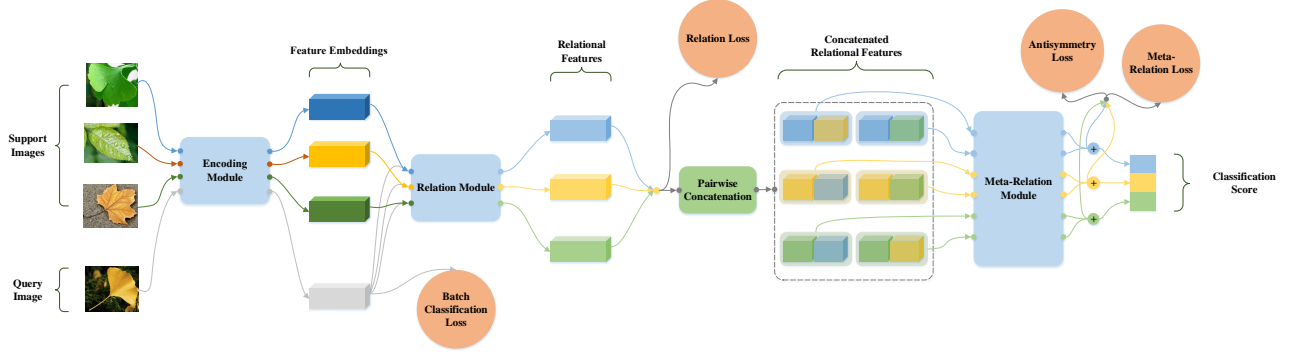 Support
Images
Query
Image
Encoding
Module
Feature Embeddings
Batch
Classification
Loss
Relation Module
Relational
Features
Relation Loss
Pairwise
Concatenation
Concatenated
Relational Features
Meta-Relation
Module
Antisymmetry
Loss
Meta-
Relation Loss
+
+
+
Classification
Score